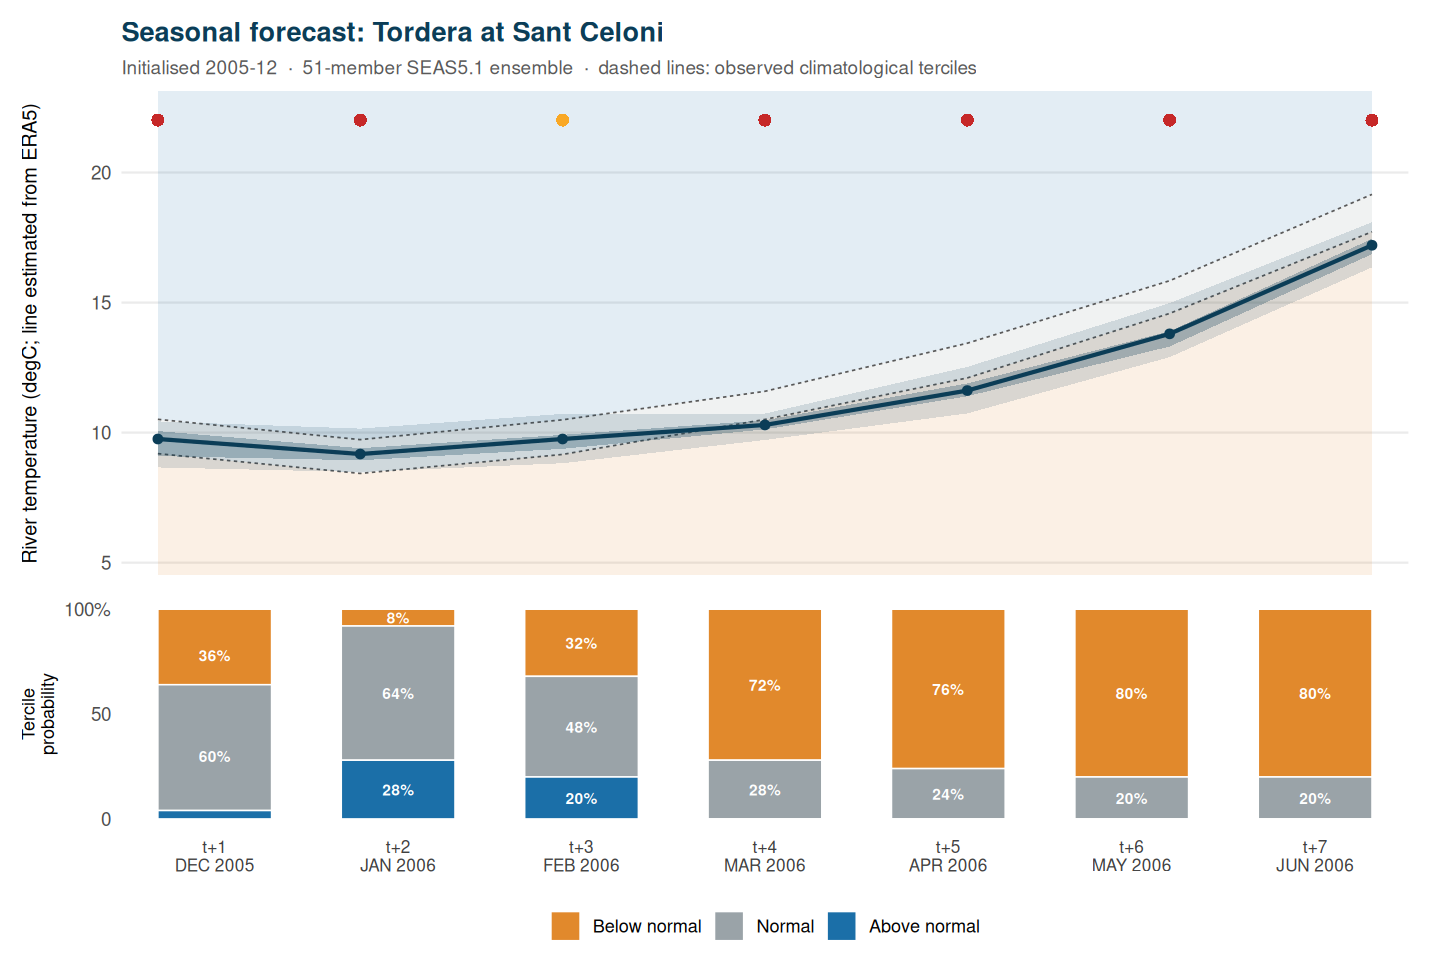 Seasonal forecast: Tordera at Sant Celoni
Initialised 2005-12 · 51-member SEAS5.1 ensemble · dashed lines: observed climatological terciles
River temperature (degC; line estimated from ERA5)
20
15
10
5
Tercile
probability
100%
50
0
36%
60%
8%
64%
28%
32%
48%
20%
72%
28%
76%
24%
80%
20%
80%
20%
t+1
DEC 2005
t+2
JAN 2006
t+3
FEB 2006
t+4
MAR 2006
t+5
APR 2006
t+6
MAY 2006
t+7
JUN 2006
Below normal
Normal
Above normal